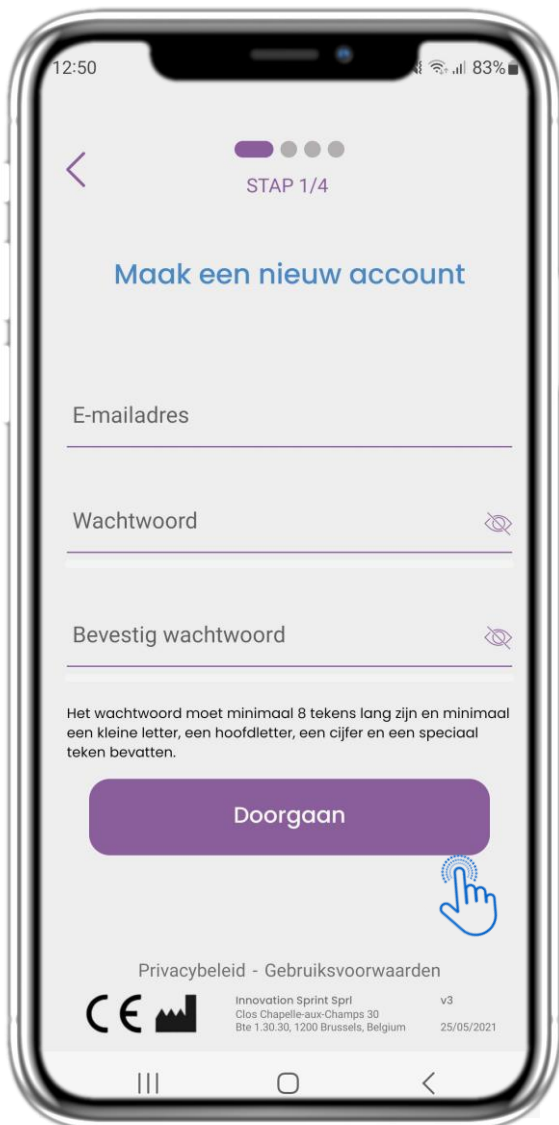 12:50 83%
STAP 1/4
Maak een nieuw account
E-mailadres
Wachtwoord
Bevestig wachtwoord
Het wachtwoord moet minimaal 8 tekens lang zijn en minimaal
een kleine letter, een hoofdletter, een cijfer en een speciaal
teken bevatten.
Doorgaan
Privacybeleid - Gebruiksvoorwaarden
CE
Innovation Sprint Sprl v3
Clos Chapelle-aux-Champs 30
Bte 1.30.30, 1200 Brussels, Belgium 25/05/2021